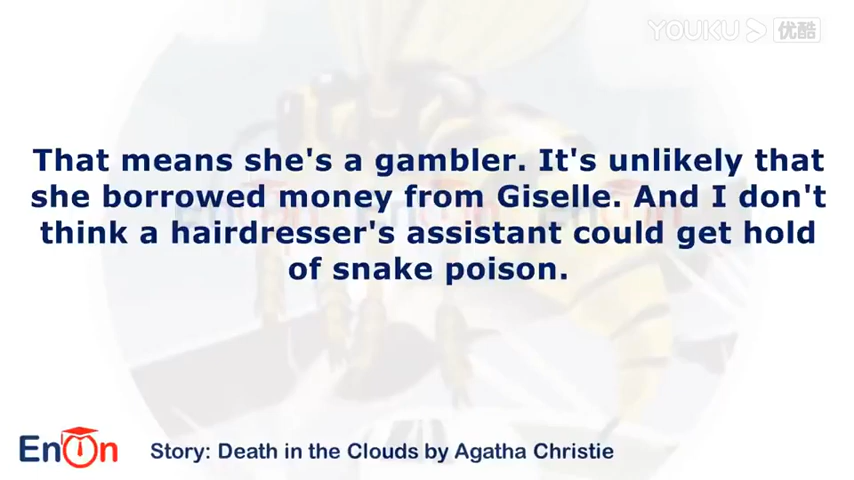 YOUKU 优酷
That means she's a gambler. It's unlikely that
she borrowed money from Giselle. And I don't
think a hairdresser's assistant could get hold
of snake poison.
EnOn
Story: Death in the Clouds by Agatha Christie